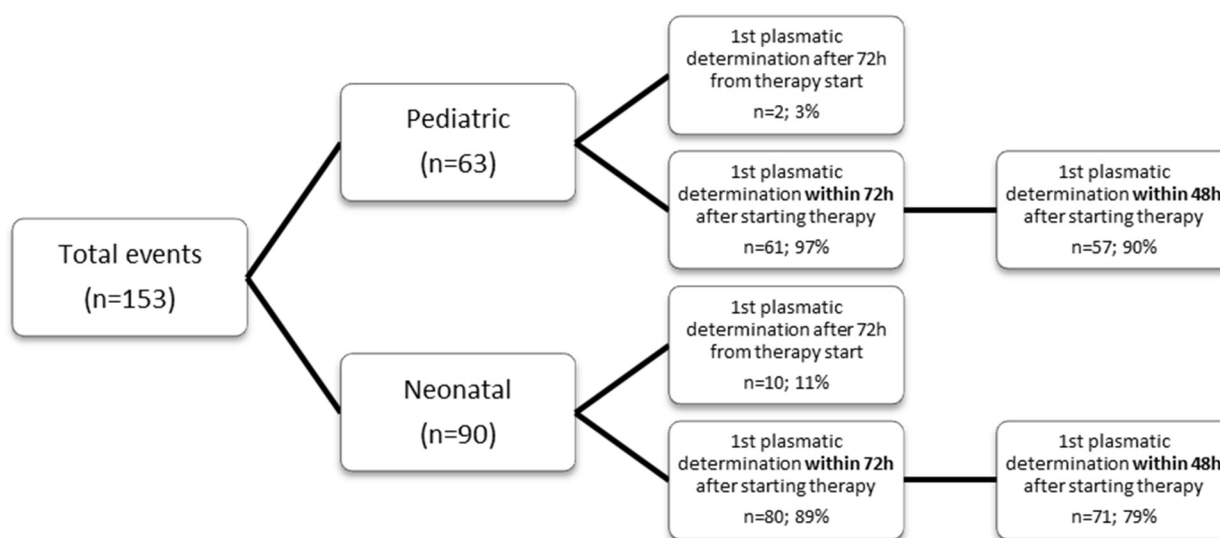 Total events
(n=153)
Pediatric
(n=63)
1st plasmatic
determination after 72h
from therapy start
n=2; 3%
1st plasmatic
determination within 72h
after starting therapy
n=61; 97%
1st plasmatic
determination within 48h
after starting therapy
n=57; 90%
Neonatal
(n=90)
1st plasmatic
determination after 72h
from therapy start
n=10; 11%
1st plasmatic
determination within 72h
after starting therapy
n=80; 89%
1st plasmatic
determination within 48h
after starting therapy
n=71; 79%